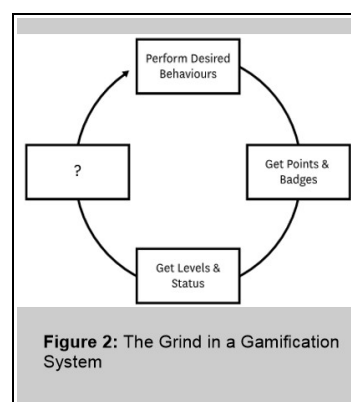 Perform Desired
Behaviours
?
Get Points &
Badges
Get Levels &
Status
Figure 2: The Grind in a Gamification
System